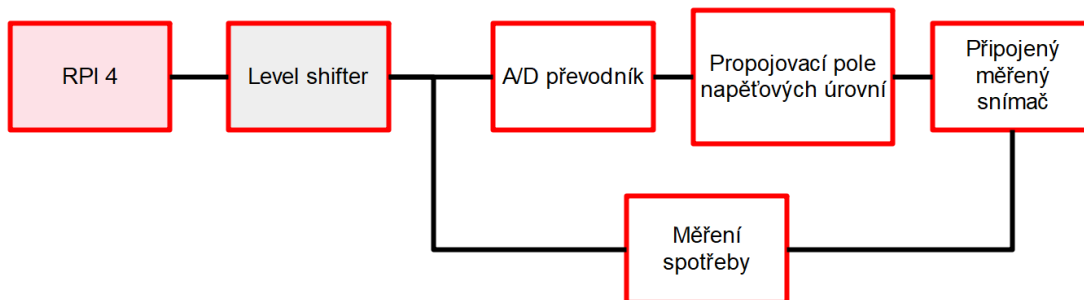 RPI 4
Level shifter
A/D převodník
Propojovací pole
napěťových úrovní
Připojený
měřený
snímač
Měření
spotřeby